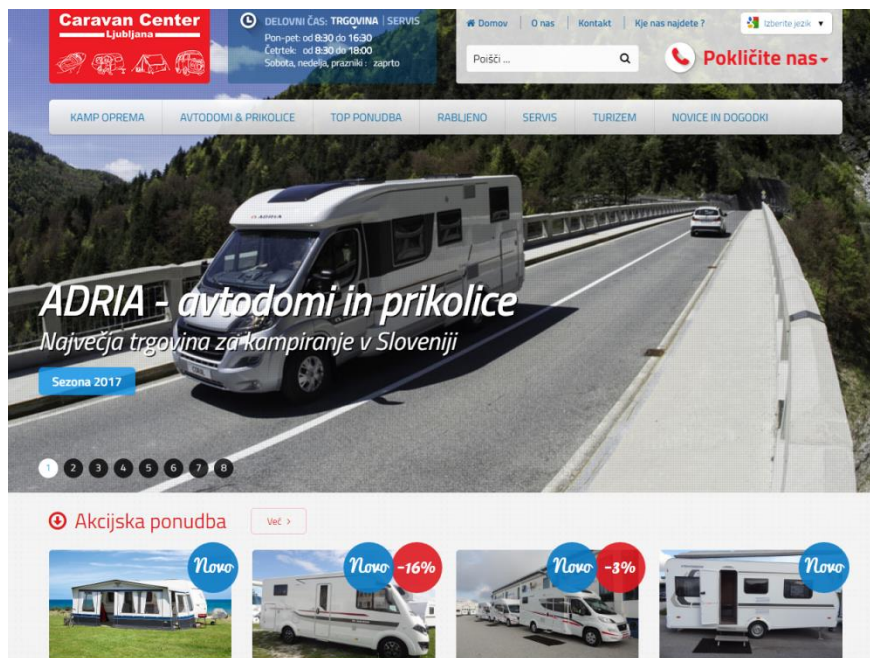 Caravan Center
Ljubljana
DELOVNI ČAS: TRGOVINA | SERVIS
Pon-pet: od 8:30 do 16:30
Četrtek: od 8:30 do 18:00
Sobota, nedelja, prazniki: zaprto
Domov | O nas | Kontakt | Kje nas najdete ?
Izberite jezik ▼
Poišči ...
Pokličite nas
KAMP OPREMA
AVTODOMI & PRIKOLICE
TOP PONUDBA
RABLJENO
SERVIS
TURIZEM
NOVICE IN DOGODKI
ADRIA
ADRIA - avtodomi in prikolice
Največja trgovina za kampiranje v Sloveniji
Sezona 2017
1 2 3 4 5 6 7 8
Akcijska ponudba
Več >
Novo
Novo -16%
Novo -3%
Novo